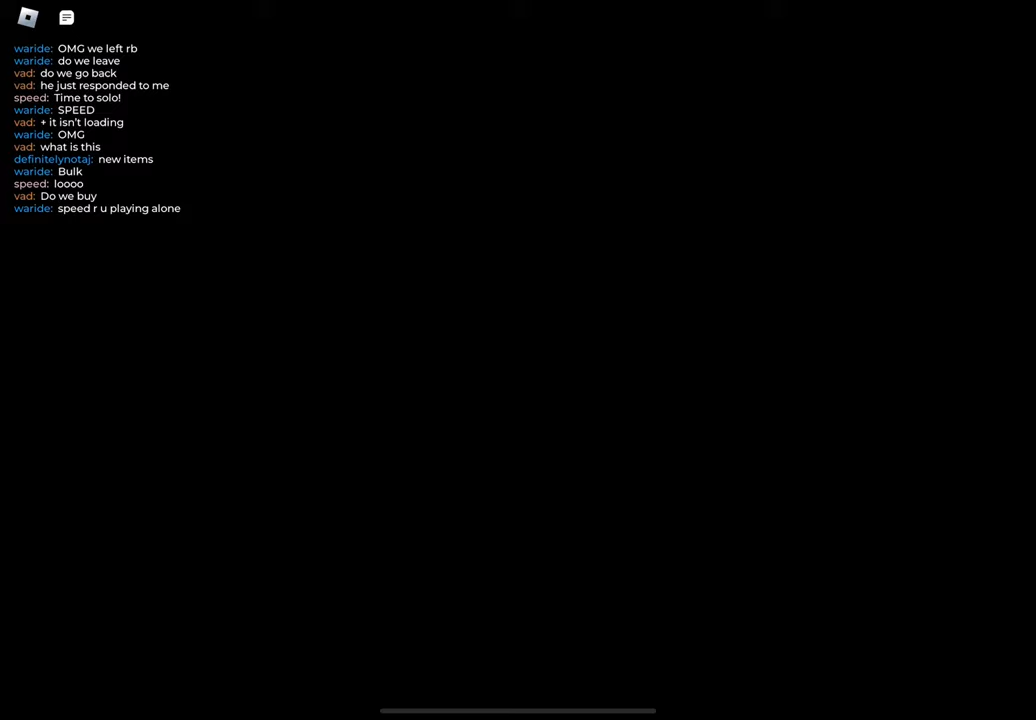 waride: OMG we left rb
waride: do we leave
vad: do we go back
vad: he just responded to me
speed: Time to solo!
waride: SPEED
vad: + it isn't loading
waride: OMG
vad: what is this
definitelynotaj: new items
waride: Bulk
speed: loooo
vad: Do we buy
waride: speed r u playing alone